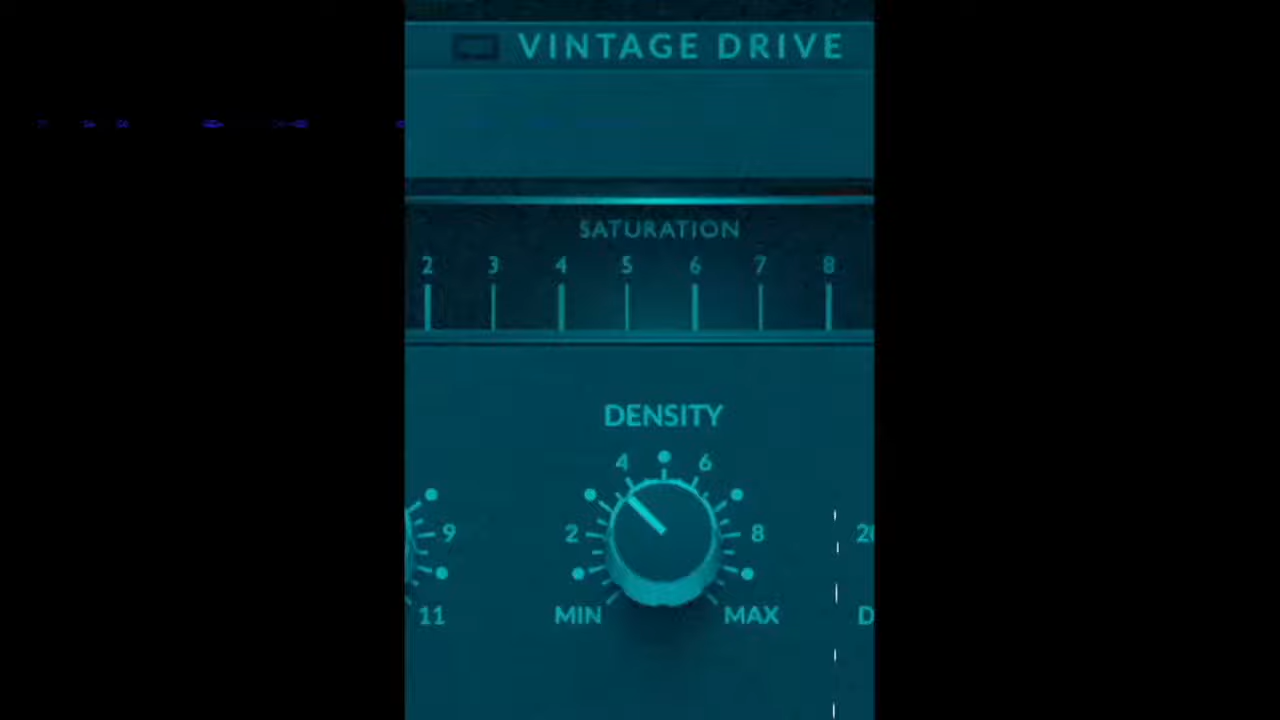 VINTAGE DRIVE
SATURATION
2 3 4 5 6 7 8
DENSITY
4 6
9 2 8 20
11 MIN MAX D